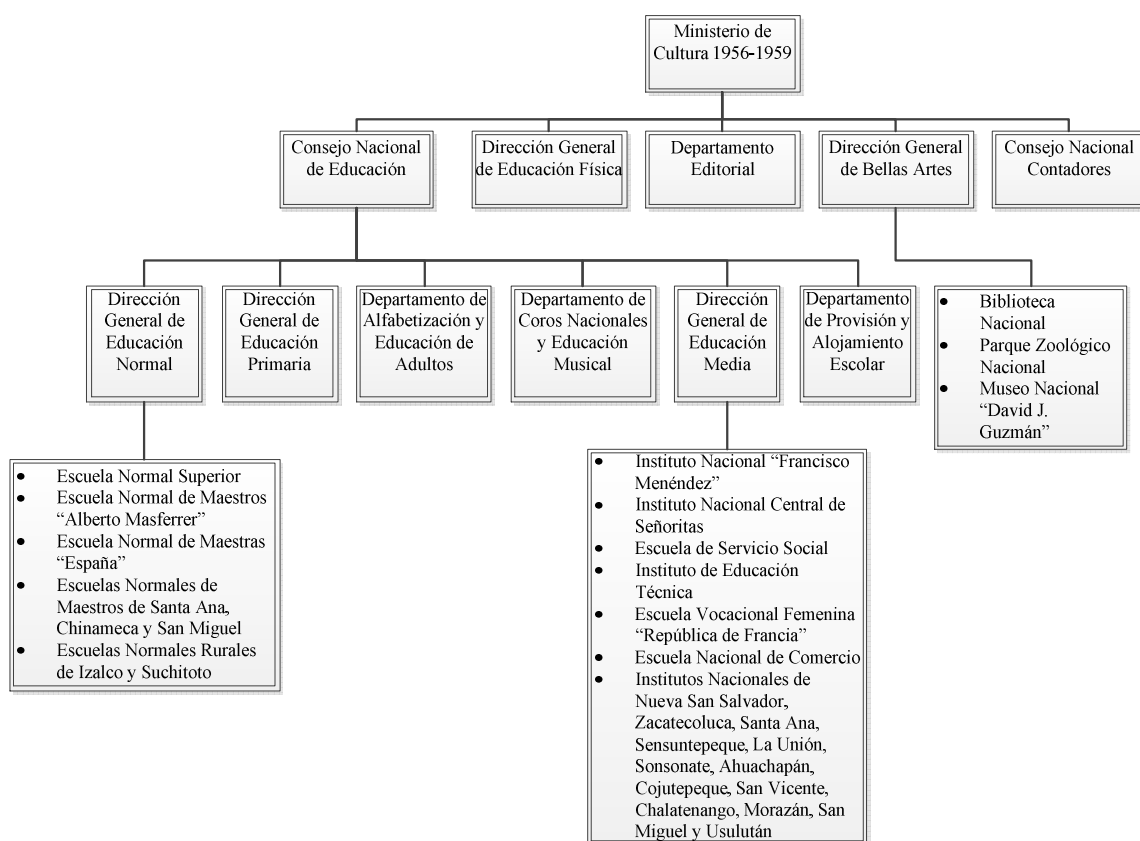 Ministerio de
Cultura 1956-1959
Consejo Nacional
de Educación
Dirección General
de Educación Física
Departamento
Editorial
Dirección General
de Bellas Artes
Consejo Nacional
Contadores
Dirección
General de
Educación
Normal
Dirección
General de
Educación
Primaria
Departamento de
Alfabetización y
Educación de
Adultos
Departamento de
Coros Nacionales
y Educación
Musical
Dirección
General de
Educación
Media
Departamento
de Provisión y
Alojamiento
Escolar
• Biblioteca
Nacional
• Parque Zoológico
Nacional
• Museo Nacional
“David J.
Guzmán”
• Escuela Normal Superior
• Escuela Normal de Maestros
“Alberto Masferrer”
• Escuela Normal de Maestras
“España”
• Escuelas Normales de
Maestros de Santa Ana,
Chinameca y San Miguel
• Escuelas Normales Rurales
de Izalco y Suchitoto
• Instituto Nacional “Francisco
Menéndez”
• Instituto Nacional Central de
Señoritas
• Escuela de Servicio Social
• Instituto de Educación
Técnica
• Escuela Vocacional Femenina
“República de Francia”
• Escuela Nacional de Comercio
• Institutos Nacionales de
Nueva San Salvador,
Zacatecoluca, Santa Ana,
Sensuntepeque, La Unión,
Sonsonate, Ahuachapán,
Cojutepeque, San Vicente,
Chalatenango, Morazán, San
Miguel y Usulután